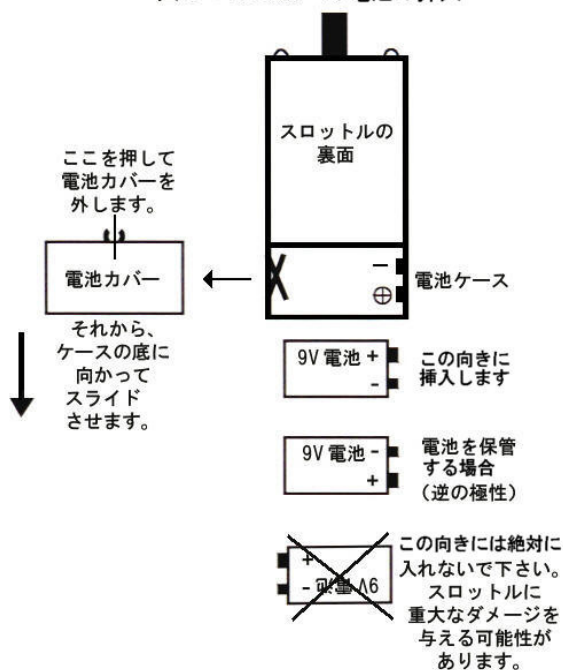 スロットルの
裏面
ここを押して
電池カバーを
外します。
電池カバー
それから、
ケースの底に
向かって
スライド
させます。
−
⊕
電池ケース
9V 電池 +
-
この向きに
挿入します
9V 電池 -
+
電池を保管
する場合
(逆の極性)
9V 電池 -
+
この向きには絶対に
入れないで下さい。
スロットルに
重大なダメージを
与える可能性が
あります。